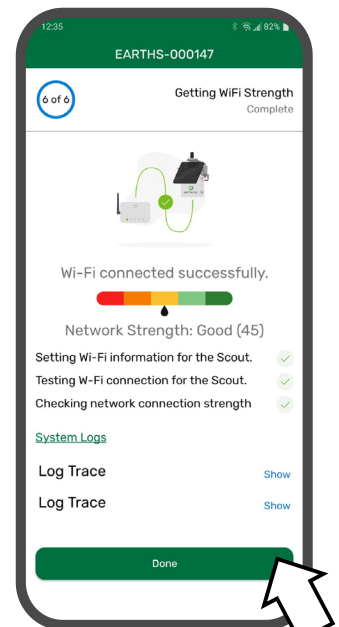 12:35
82%
EARTHS-000147
6 of 6
Getting WiFi Strength
Complete
Wi-Fi connected successfully.
Network Strength: Good (45)
Setting Wi-Fi information for the Scout.
Testing W-Fi connection for the Scout.
Checking network connection strength
System Logs
Log Trace
Show
Log Trace
Show
Done